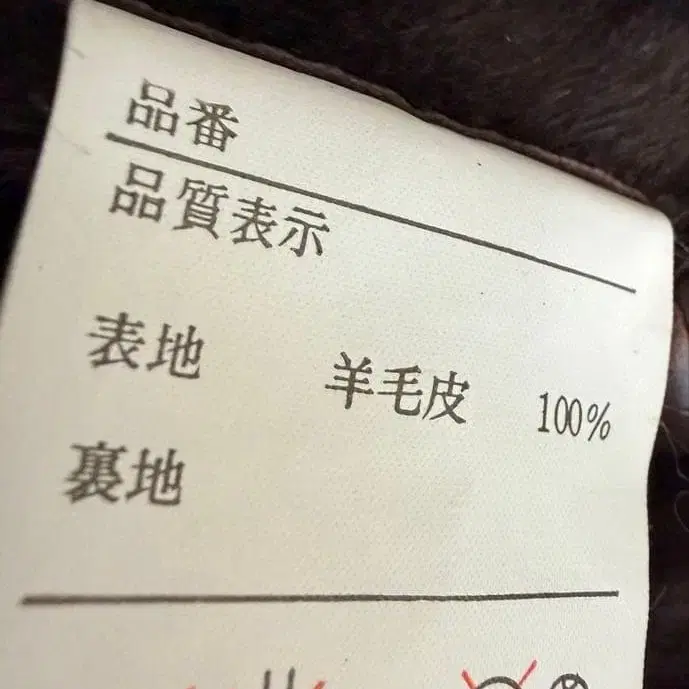 品番
品質表示
表地 羊毛皮 100%
裏地